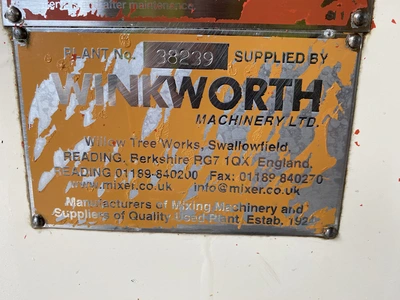 after maintenance.
PLANT No. 38239 SUPPLIED BY
WINKWORTH
MACHINERY LTD.
Willow Tree Works, Swallowfield,
READING. Berkshire RG7 1QX England.
READING 01189-840200 Fax: 01189 840270
www.mixer.co.uk info@mixer.co.uk
Manufacturers of Mixing Machinery and
Suppliers of Quality Used Plant (Estab. 1924)